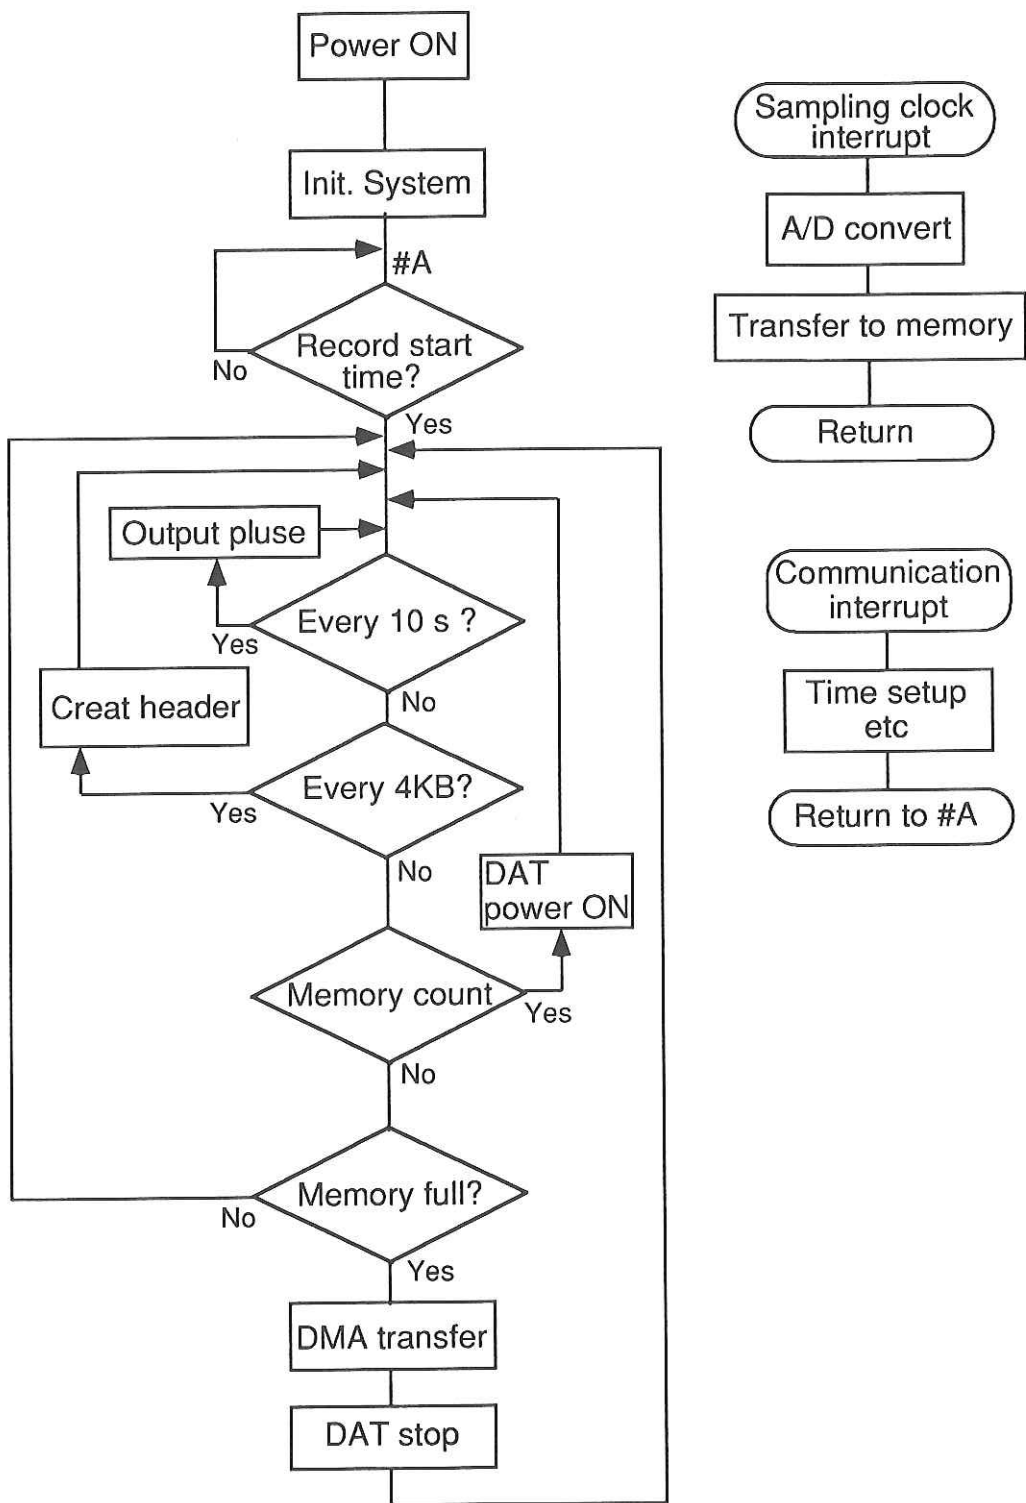 Power ON
Init. System
#A
Record start
time?
No
Yes
Output pluse
Every 10 s ?
Yes
No
Creat header
Every 4KB?
Yes
No
DAT
power ON
Memory count
Yes
No
Memory full?
No
Yes
DMA transfer
DAT stop
Sampling clock
interrupt
A/D convert
Transfer to memory
Return
Communication
interrupt
Time setup
etc
Return to #A